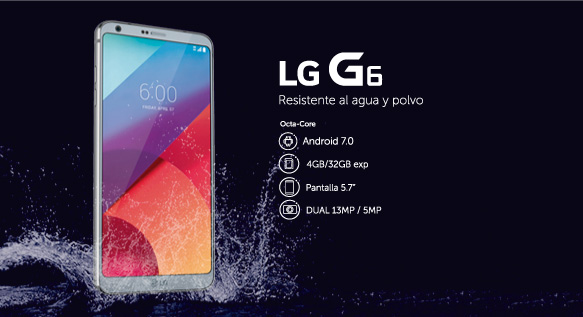 6:00
LG
LG G6
Resistente al agua y polvo
Octa-Core
Android 7.0
4GB/32GB exp
Pantalla 5.7"
DUAL 13MP / 5MP